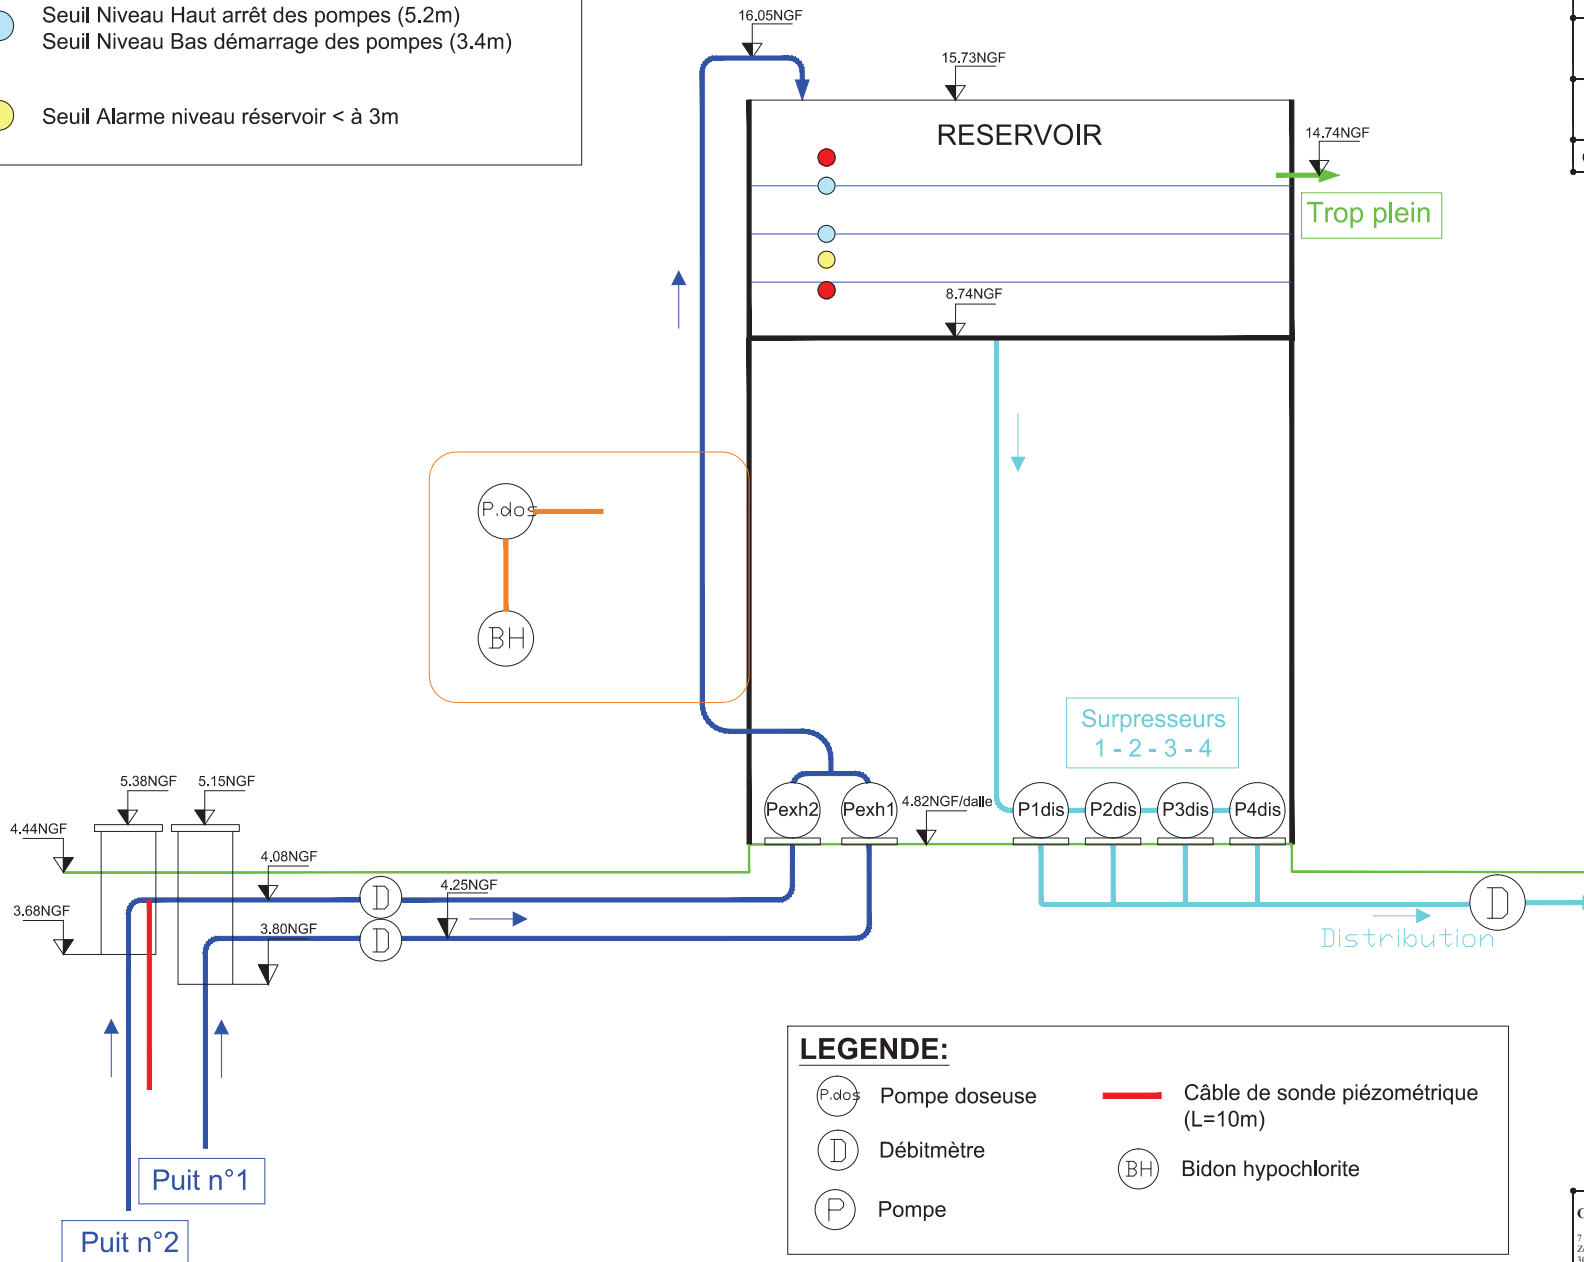 Seuil Niveau Haut arrêt des pompes (5.2m)
Seuil Niveau Bas démarrage des pompes (3.4m)
Seuil Alarme niveau réservoir < à 3m
16.05NGF
15.73NGF
RESERVOIR
14.74NGF
Trop plein
8.74NGF
P.dos
BH
Surpresseurs
1 - 2 - 3 - 4
5.38NGF
5.15NGF
Pexh2
Pexh1
4.82NGF/dalle
P1dis
P2dis
P3dis
P4dis
4.44NGF
4.08NGF
D
4.25NGF
3.68NGF
3.80NGF
D
D
Distribution
Puit n°1
Puit n°2
LEGENDE:
P.dos Pompe doseuse
Câble de sonde piézométrique
(L=10m)
D Débitmètre
BH Bidon hypochlorite
P Pompe